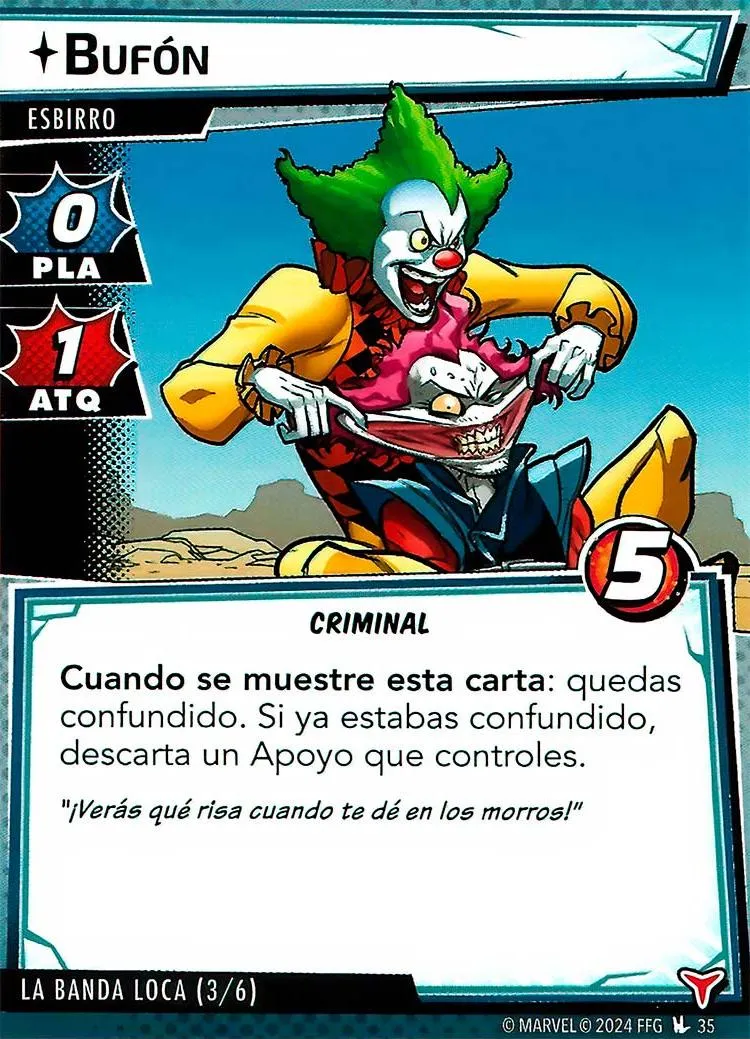 BUFÓN
ESBIRRO
0
PLA
1
ATQ
5
CRIMINAL
Cuando se muestre esta carta: quedas
confundido. Si ya estabas confundido,
descarta un Apoyo que controles.
"¡Verás qué risa cuando te dé en los morros!"
LA BANDA LOCA (3/6)
© MARVEL © 2024 FFG 35